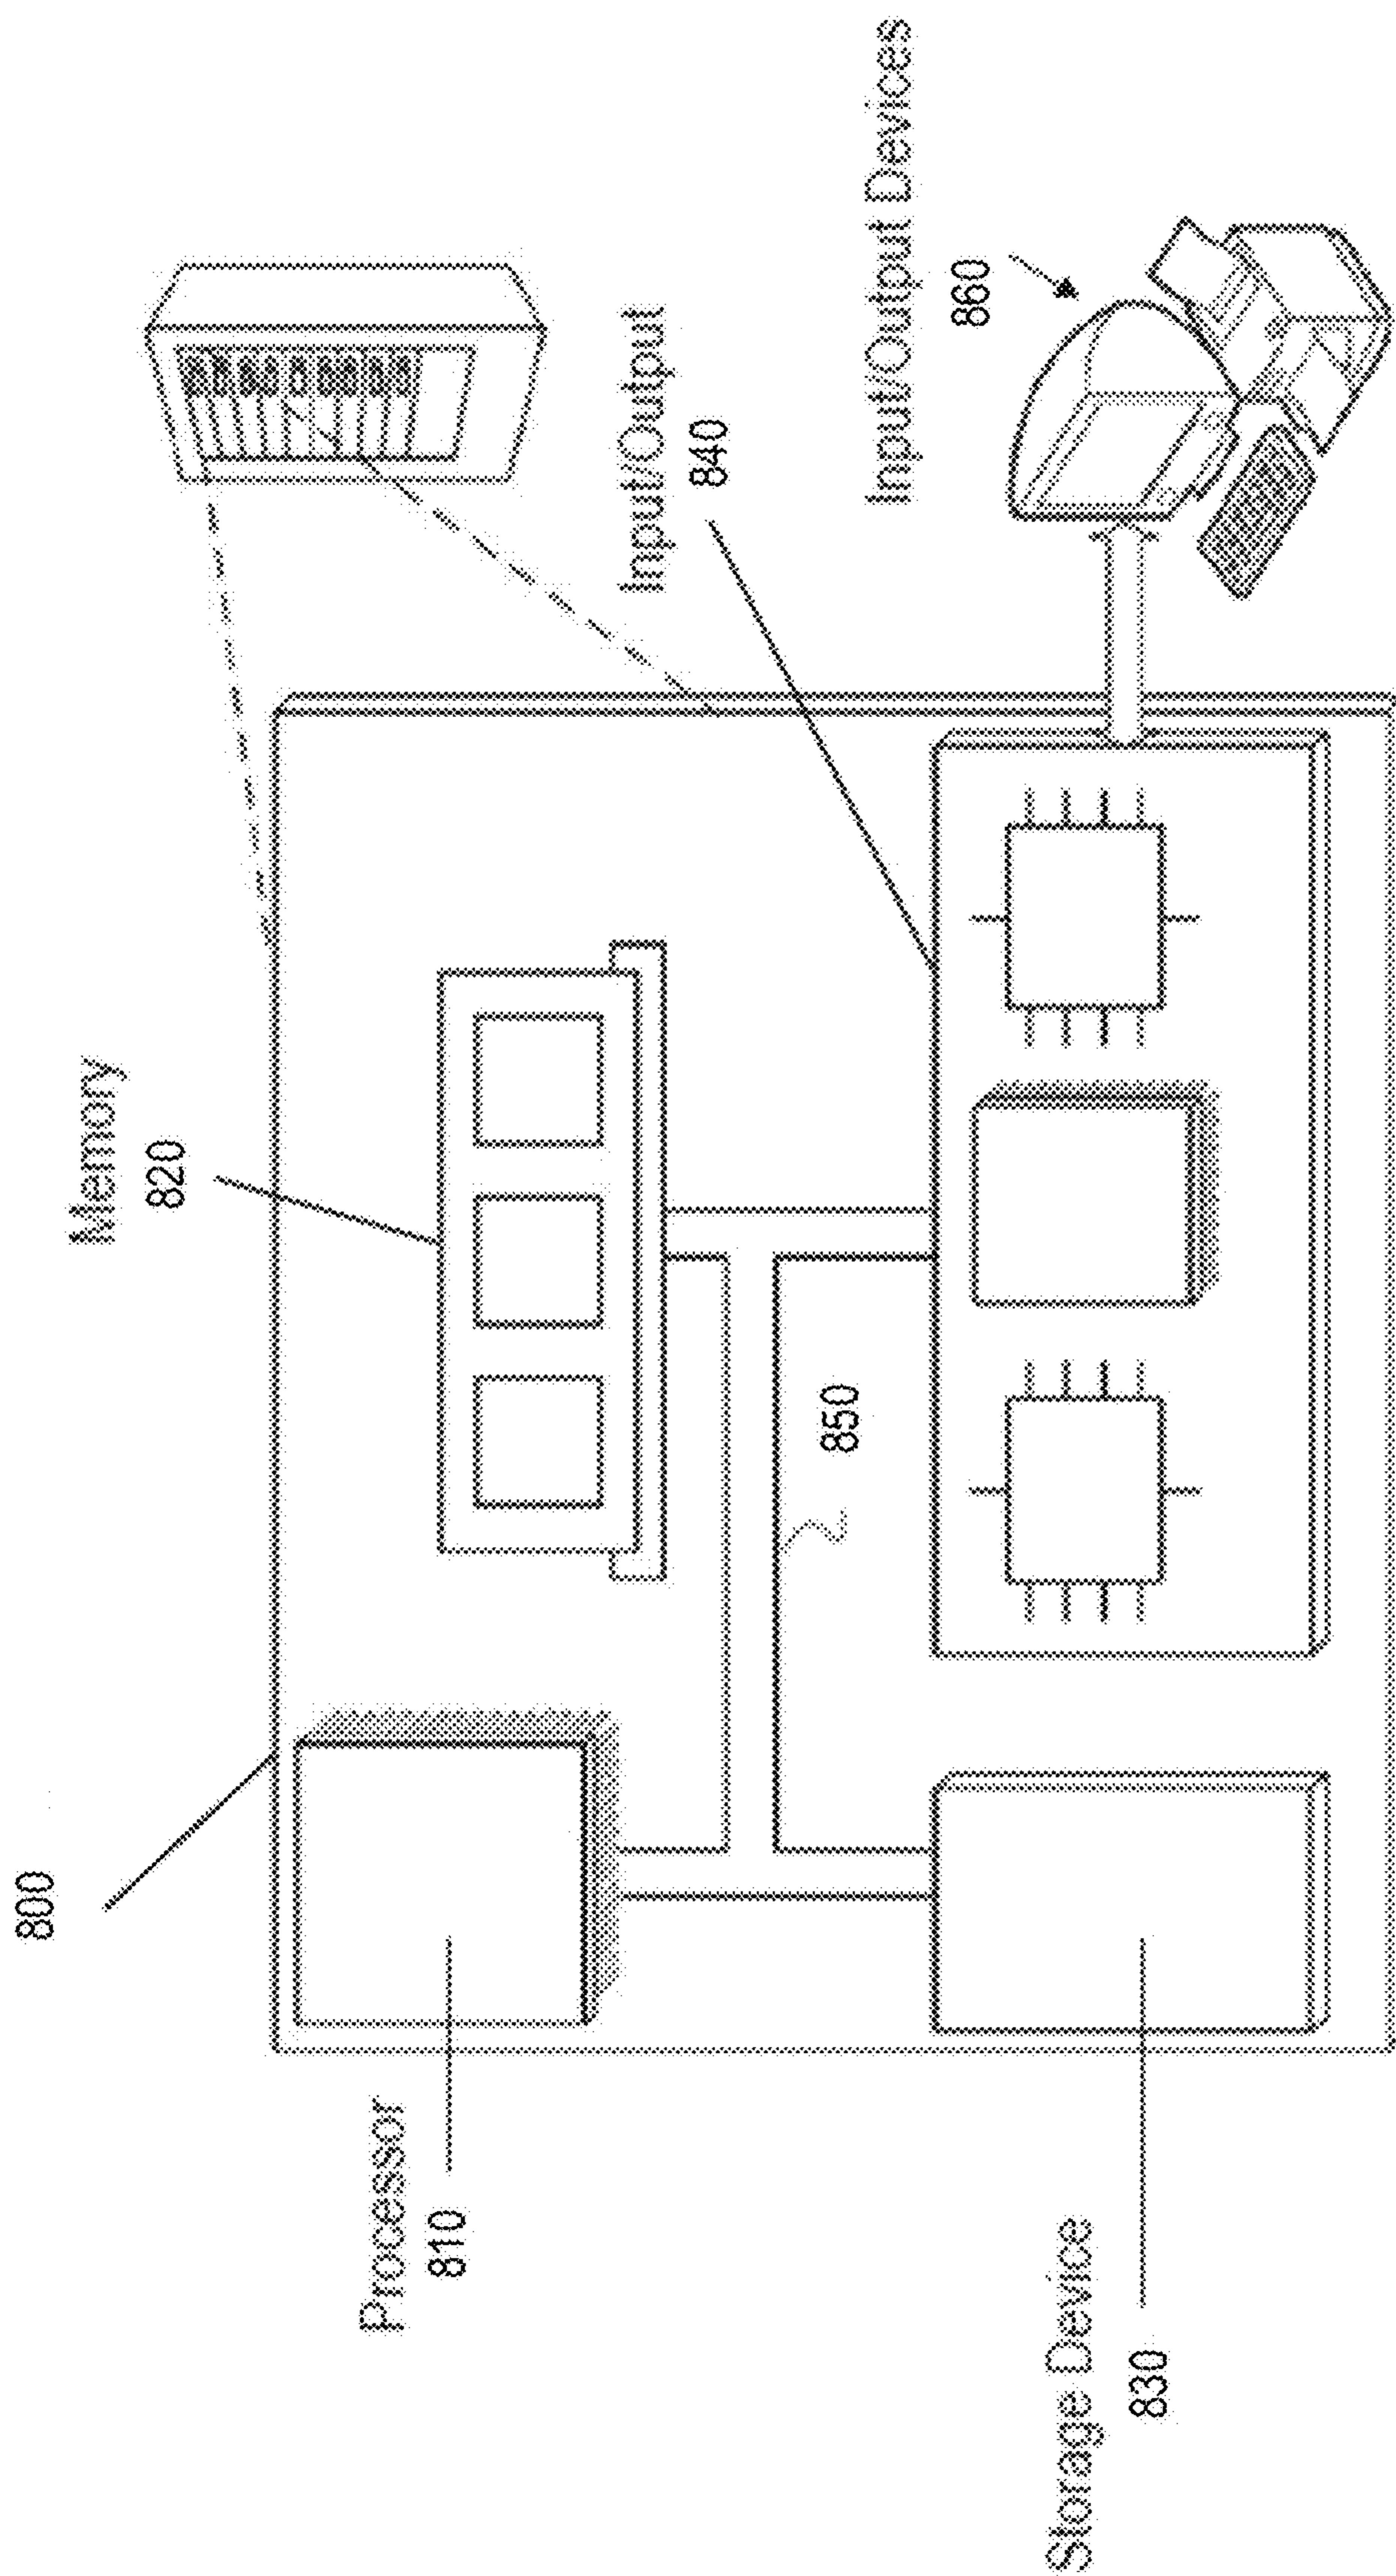 800
Memory
820
Processor
810
Input/Output
840
850
Storage Device
830
Input/Output Devices
860